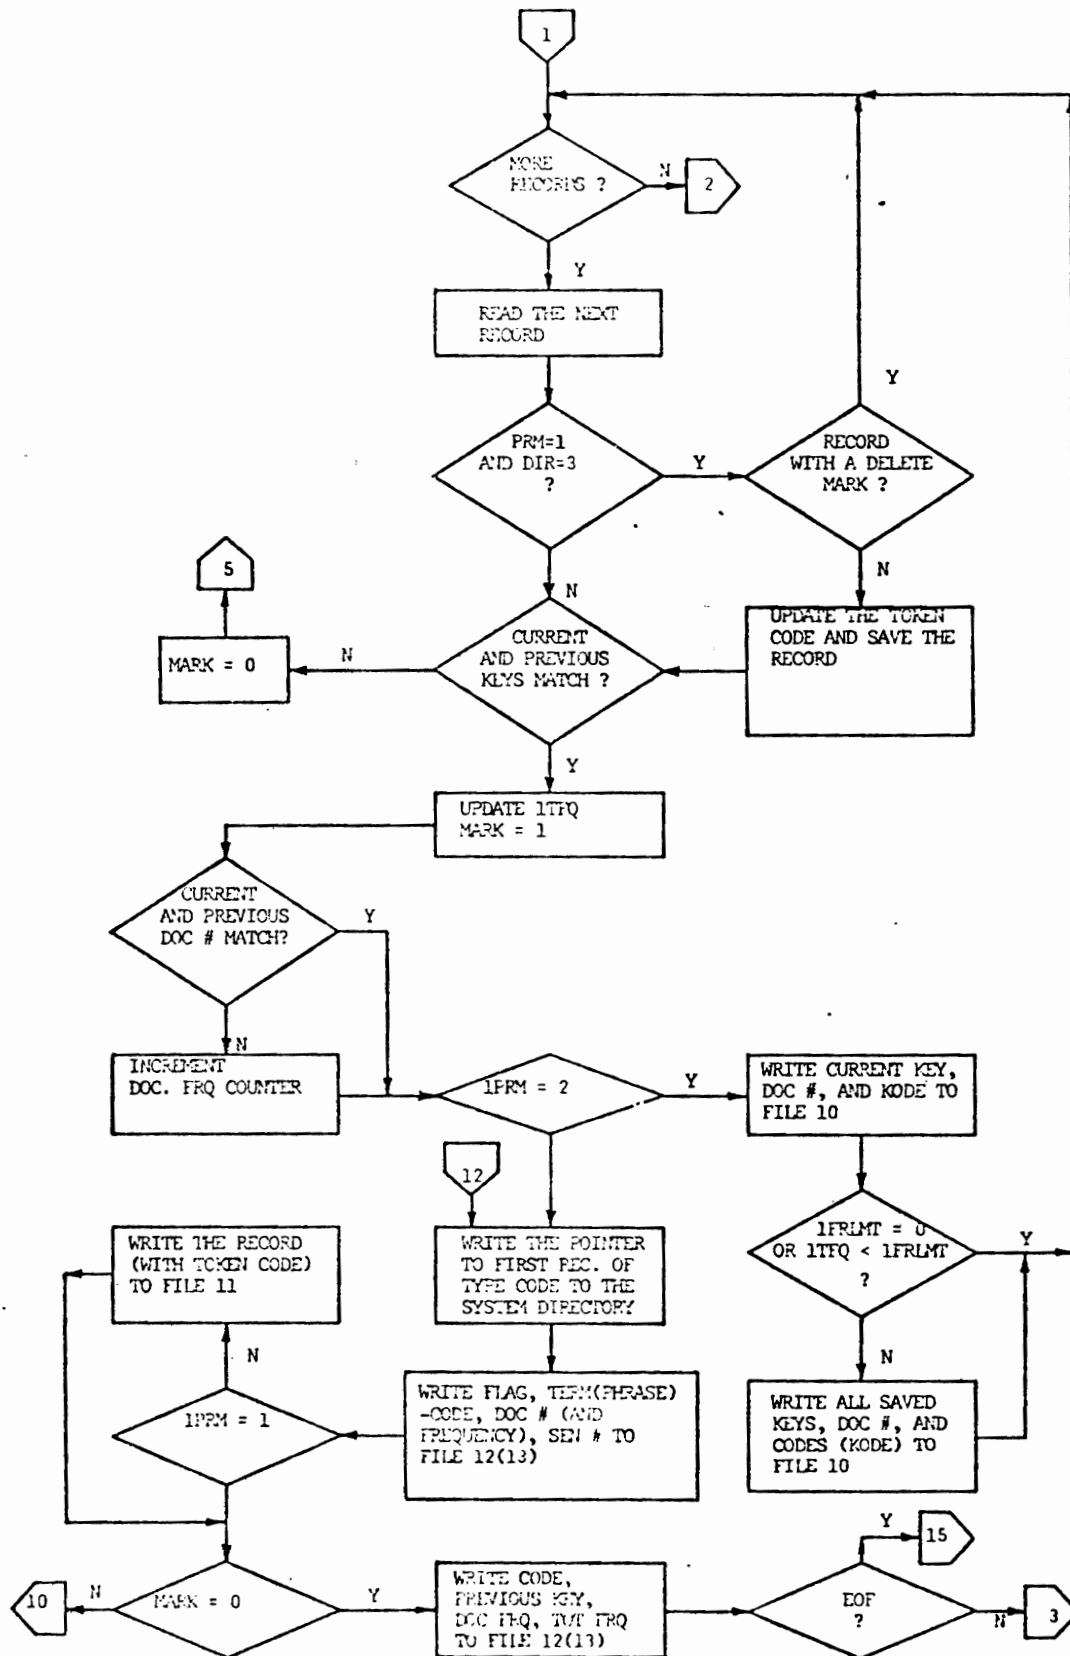 1
MORE
RECORDS ?
N
2
Y
READ THE NEXT
RECORD
Y
PRM=1
AND DIR=3
?
Y
RECORD
WITH A DELETE
MARK ?
5
N
N
UPDATE THE TOKEN
CODE AND SAVE THE
RECORD
CURRENT
AND PREVIOUS
KEYS MATCH ?
N
MARK = 0
Y
UPDATE 1TFQ
MARK = 1
CURRENT
AND PREVIOUS
DOC # MATCH?
Y
N
INCREMENT
DOC. FRQ COUNTER
1PRM = 2
Y
WRITE CURRENT KEY,
DOC #, AND KODE TO
FILE 10
12
WRITE THE RECORD
(WITH TOKEN CODE)
TO FILE 11
WRITE THE POINTER
TO FIRST REC. OF
TYPE CODE TO THE
SYSTEM DIRECTORY
1FRLMT = 0
OR 1TFQ < 1FRLMT
?
Y
N
N
1PRM = 1
WRITE FLAG, TERM(PHRASE)
-CODE, DOC # (AND
FREQUENCY), SEN # TO
FILE 12(13)
WRITE ALL SAVED
KEYS, DOC #, AND
CODES (KODE) TO
FILE 10
Y
15
10
N
MARK = 0
Y
WRITE CODE,
PREVIOUS KEY,
DOC FRQ, TOT FRQ
TO FILE 12(13)
EOF
?
N
3